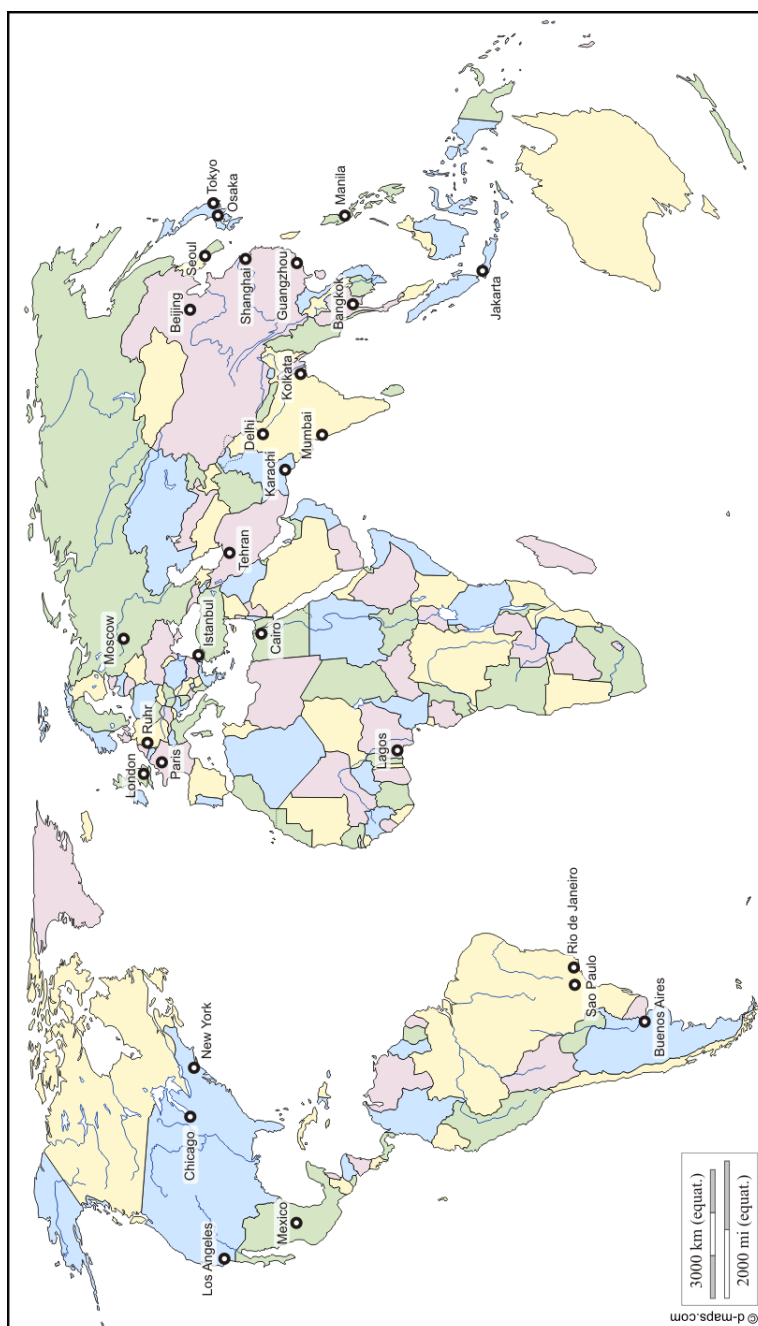 Los Angeles
Mexico
Chicago
New York
Buenos Aires
Sao Paulo
Rio de Janeiro
London
Paris
Ruhr
Moscow
Istanbul
Cairo
Lagos
Tehran
Karachi
Delhi
Mumbai
Kolkata
Beijing
Shanghai
Guangzhou
Bangkok
Seoul
Tokyo
Osaka
Manila
Jakarta
3000 km (equat.)
2000 mi (equat.)
© d-maps.com